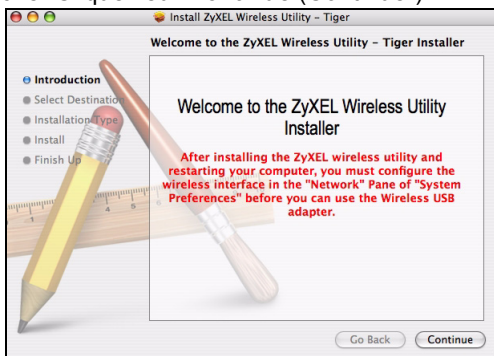 Install ZyXEL Wireless Utility – Tiger
Welcome to the ZyXEL Wireless Utility – Tiger Installer
Introduction
Select Destination
Installation Type
Install
Finish Up
Welcome to the ZyXEL Wireless Utility
Installer
After installing the ZyXEL wireless utility and
restarting your computer, you must configure the
wireless interface in the "Network" Pane of "System
Preferences" before you can use the Wireless USB
adapter.
Go Back
Continue